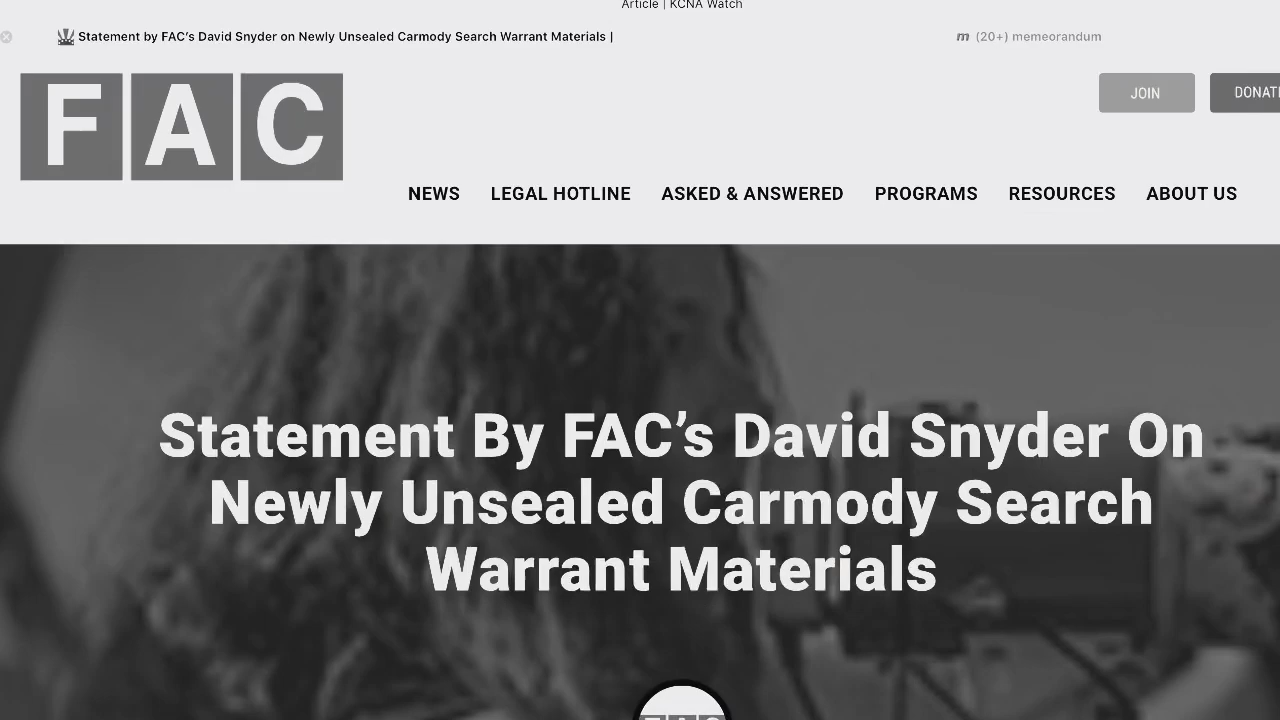 Article | KCNA Watch
Statement by FAC's David Snyder on Newly Unsealed Carmody Search Warrant Materials |
m (20+) memeorandum
FAC
JOIN
DONATE
NEWS LEGAL HOTLINE ASKED & ANSWERED PROGRAMS RESOURCES ABOUT US
Statement By FAC’s David Snyder On
Newly Unsealed Carmody Search
Warrant Materials
FAC